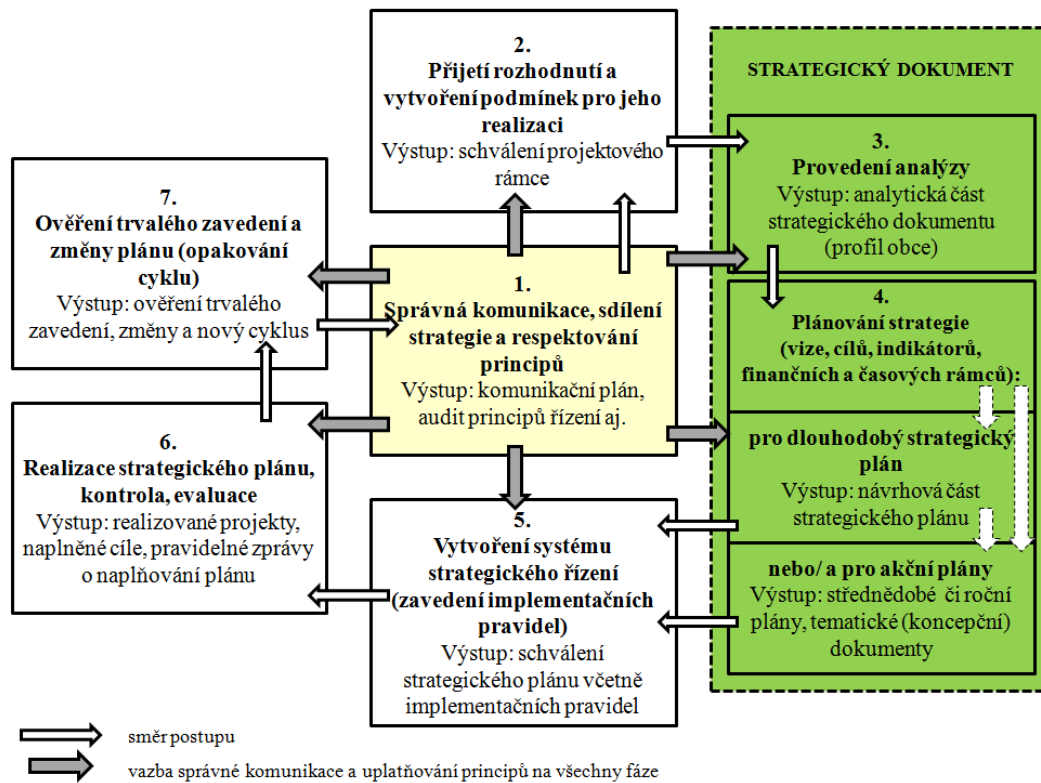 2.
Přijetí rozhodnutí a
vytvoření podmínek pro jeho
realizaci
Výstup: schválení projektového
rámce
STRATEGICKÝ DOKUMENT
3.
Provedení analýzy
Výstup: analytická část
strategického dokumentu
(profil obce)
7.
Ověření trvalého zavedení a
změny plánu (opakování
cyklu)
Výstup: ověření trvalého
zavedení, změny a nový cyklus
1.
Správná komunikace, sdílení
strategie a respektování
principů
Výstup: komunikační plán,
audit principů řízení aj.
4.
Plánování strategie
(vize, cílů, indikátorů,
finančních a časových rámců):
pro dlouhodobý strategický
plán
Výstup: návrhová část
strategického plánu
nebo/ a pro akční plány
Výstup: střednědobé či roční
plány, tematické (koncepční)
dokumenty
6.
Realizace strategického plánu,
kontrola, evaluace
Výstup: realizované projekty,
naplněné cíle, pravidelné zprávy
o naplňování plánu
5.
Vytvoření systému
strategického řízení
(zavedení implementačních
pravidel)
Výstup: schválení
strategického plánu včetně
implementačních pravidel
směr postupu
vazba správné komunikace a uplatňování principů na všechny fáze